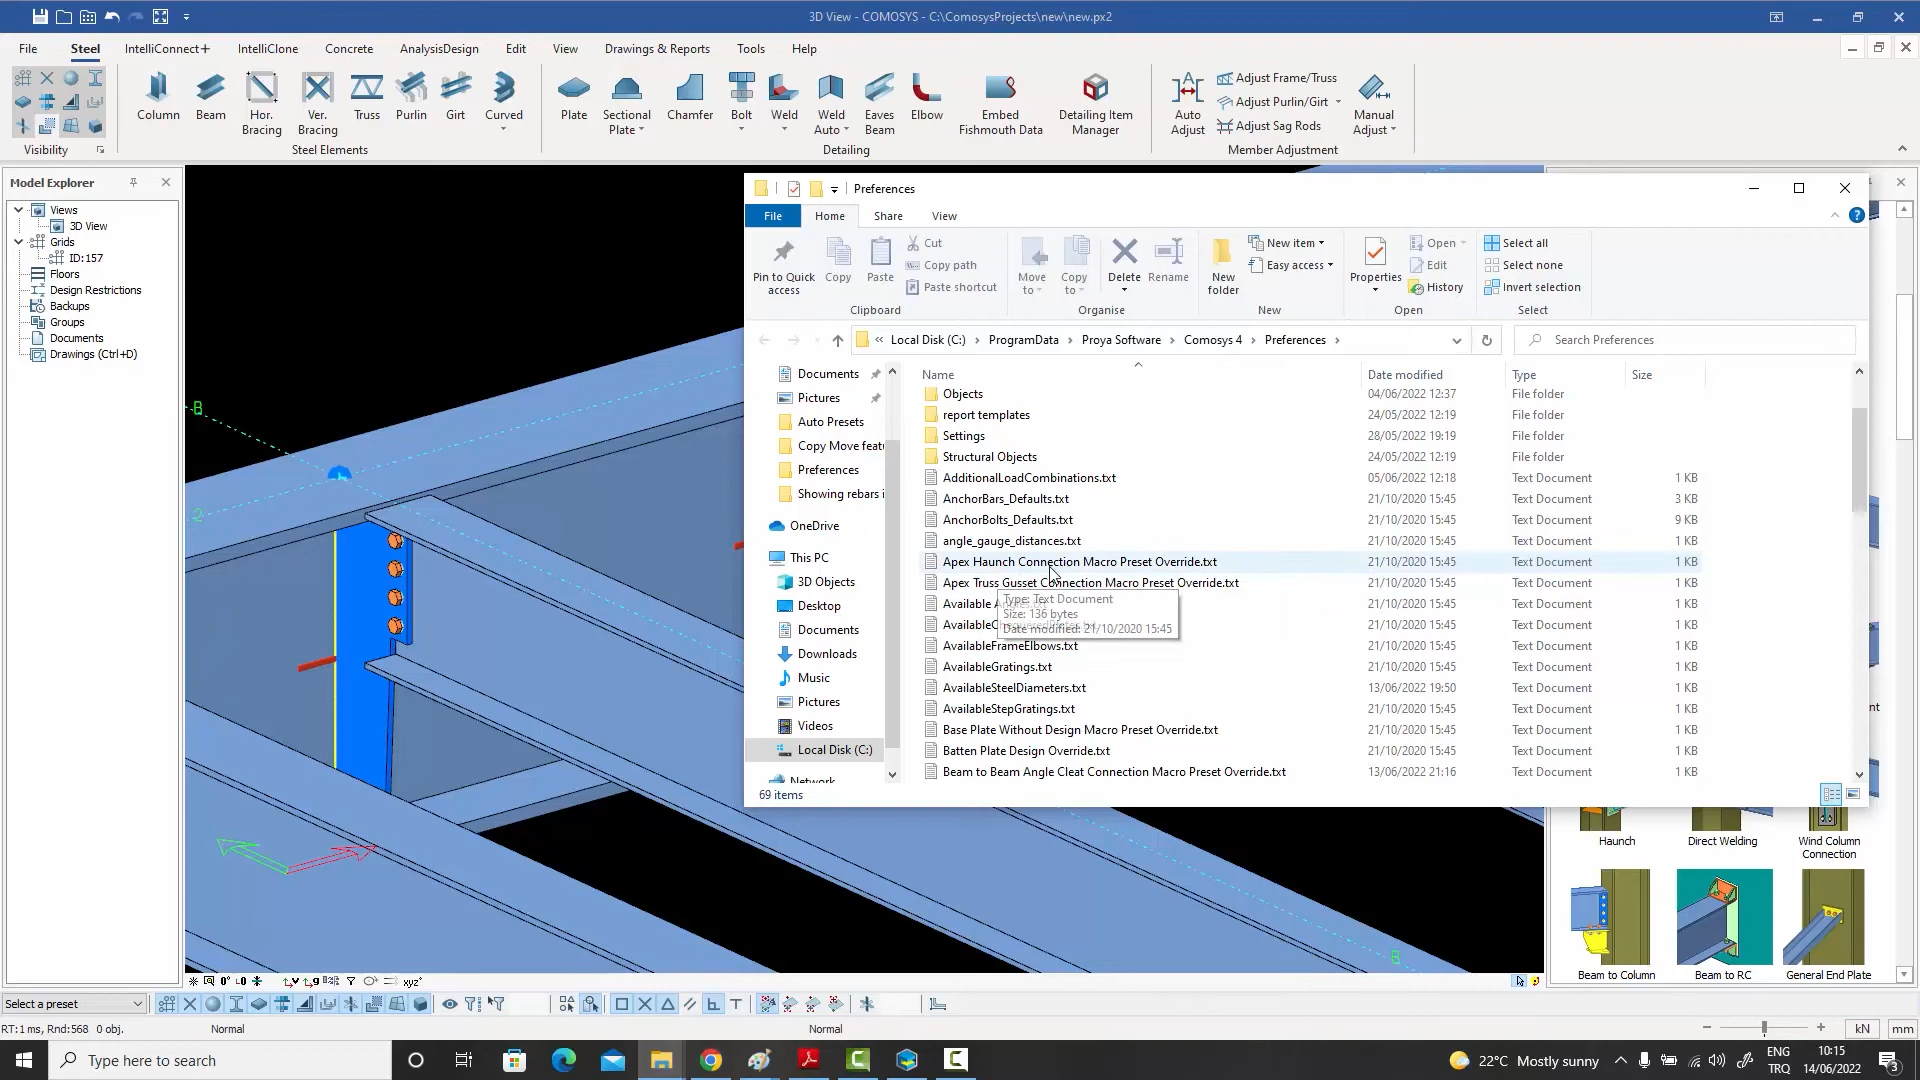 3D View - COMOSYS - C:\ComosysProjects\new\new.px2
File Steel IntelliConnect+ IntelliClone Concrete AnalysisDesign Edit View Drawings & Reports Tools Help
Visibility
Column Beam Hor. Bracing Ver. Bracing Truss Purlin Girt Curved
Steel Elements
Plate Sectional Plate Chamfer Bolt Weld Weld Auto Eaves Beam Elbow Embed Fishmouth Data Detailing Item Manager
Detailing
Auto Adjust
Adjust Frame/Truss
Adjust Purlin/Girt
Adjust Sag Rods
Manual Adjust
Member Adjustment
Model Explorer
Views
3D View
Grids
ID:157
Floors
Design Restrictions
Backups
Groups
Documents
Drawings (Ctrl+D)
B
2
B
Preferences
File Home Share View
Pin to Quick access
Copy
Paste
Cut
Copy path
Paste shortcut
Clipboard
Move to
Copy to
Delete
Rename
Organise
New folder
New item
Easy access
New
Properties
Open
Edit
History
Open
Select all
Select none
Invert selection
Select
« Local Disk (C:) › ProgramData › Proya Software › Comosys 4 › Preferences ›
Search Preferences
Documents
Pictures
Auto Presets
Copy Move feat
Preferences
Showing rebars i
OneDrive
This PC
3D Objects
Desktop
Documents
Downloads
Music
Pictures
Videos
Local Disk (C:)
Network
Name Date modified Type Size
Objects 04/06/2022 12:37 File folder
report templates 24/05/2022 12:19 File folder
Settings 28/05/2022 19:19 File folder
Structural Objects 24/05/2022 12:19 File folder
AdditionalLoadCombinations.txt 05/06/2022 12:18 Text Document 1 KB
AnchorBars_Defaults.txt 21/10/2020 15:45 Text Document 3 KB
AnchorBolts_Defaults.txt 21/10/2020 15:45 Text Document 9 KB
angle_gauge_distances.txt 21/10/2020 15:45 Text Document 1 KB
Apex Haunch Connection Macro Preset Override.txt 21/10/2020 15:45 Text Document 1 KB
Apex Truss Gusset Connection Macro Preset Override.txt 21/10/2020 15:45 Text Document 1 KB
Available Angles.txt 21/10/2020 15:45 Text Document 1 KB
AvailableChequeredPlates.txt 21/10/2020 15:45 Text Document 1 KB
AvailableFrameElbows.txt 21/10/2020 15:45 Text Document 1 KB
AvailableGratings.txt 21/10/2020 15:45 Text Document 1 KB
AvailableSteelDiameters.txt 13/06/2022 19:50 Text Document 1 KB
AvailableStepGratings.txt 21/10/2020 15:45 Text Document 1 KB
Base Plate Without Design Macro Preset Override.txt 21/10/2020 15:45 Text Document 1 KB
Batten Plate Design Override.txt 21/10/2020 15:45 Text Document 1 KB
Beam to Beam Angle Cleat Connection Macro Preset Override.txt 13/06/2022 21:16 Text Document 1 KB
Type: Text Document
Size: 136 bytes
Date modified: 21/10/2020 15:45
69 items
nt
Haunch Direct Welding Wind Column Connection
Beam to Column Beam to RC General End Plate
Select a preset
RT:1 ms, Rnd:568 0 obj. Normal Normal kN mm
Type here to search
22°C Mostly sunny
ENG
TRQ
10:15
14/06/2022
3